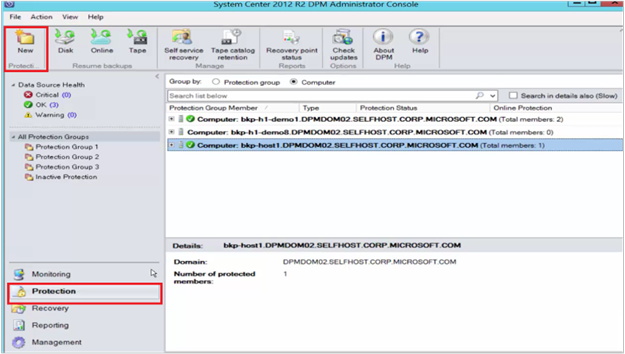 System Center 2012 R2 DPM Administrator Console
File Action View Help
New Disk Online Tape Self service recovery Tape catalog retention Recovery point status Check updates About DPM Help
Protecti... Resume backups Manage Reports Options Help
Data Source Health
Critical (0)
OK (3)
Warning (0)
All Protection Groups
Protection Group 1
Protection Group 2
Protection Group 3
Inactive Protection
Monitoring
Protection
Recovery
Reporting
Management
Group by: Protection group Computer
Search list below Search in details also (Slow)
Protection Group Member Type Protection Status Online Protection
Computer: bkp-h1-demo1.DPMDOM02.SELFHOST.CORP.MICROSOFT.COM (Total members: 2)
Computer: bkp-h1-demo8.DPMDOM02.SELFHOST.CORP.MICROSOFT.COM (Total members: 0)
Computer: bkp-host1.DPMDOM02.SELFHOST.CORP.MICROSOFT.COM (Total members: 1)
Details: bkp-host1.DPMDOM02.SELFHOST.CORP.MICROSOFT.COM
Domain: DPMDOM02.SELFHOST.CORP.MICROSOFT.COM
Number of protected members: 1